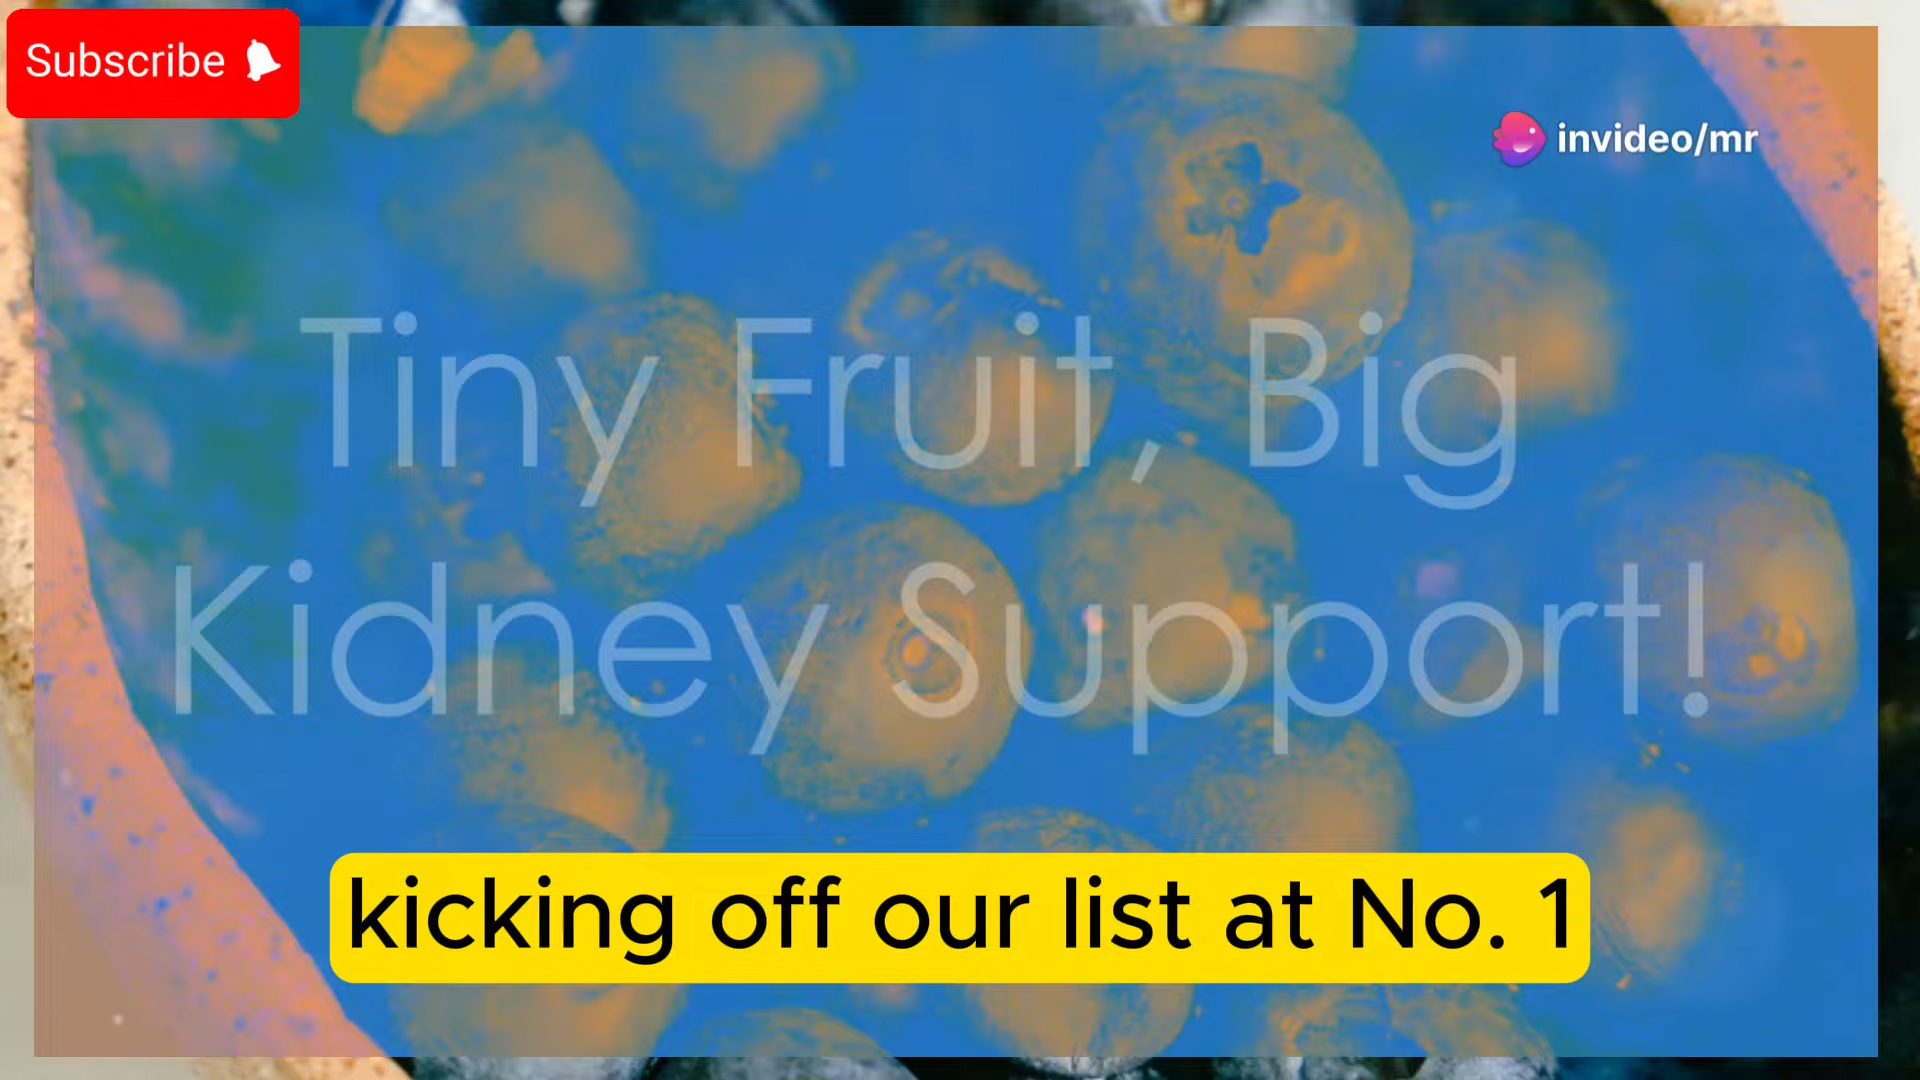 Subscribe
invideo/mr
Tiny Fruit, Big
Kidney Support!
kicking off our list at No. 1